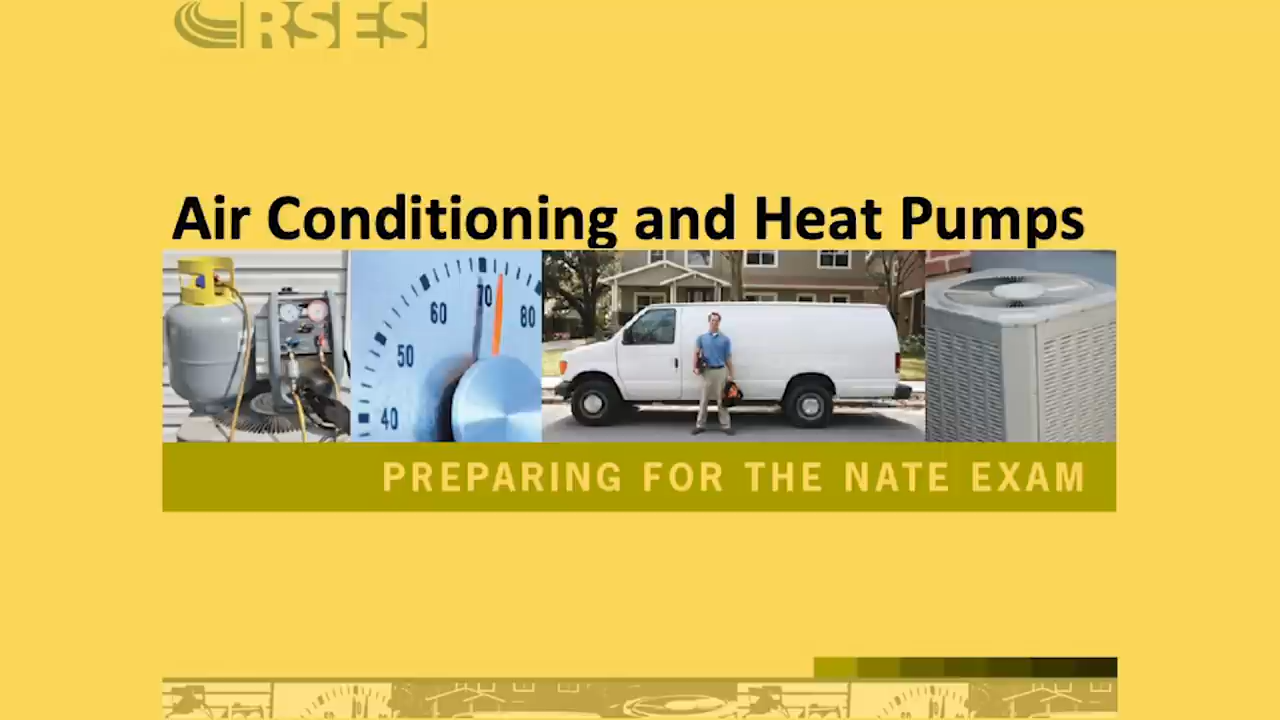 RSES
Air Conditioning and Heat Pumps
60
70
80
50
40
PREPARING FOR THE NATE EXAM